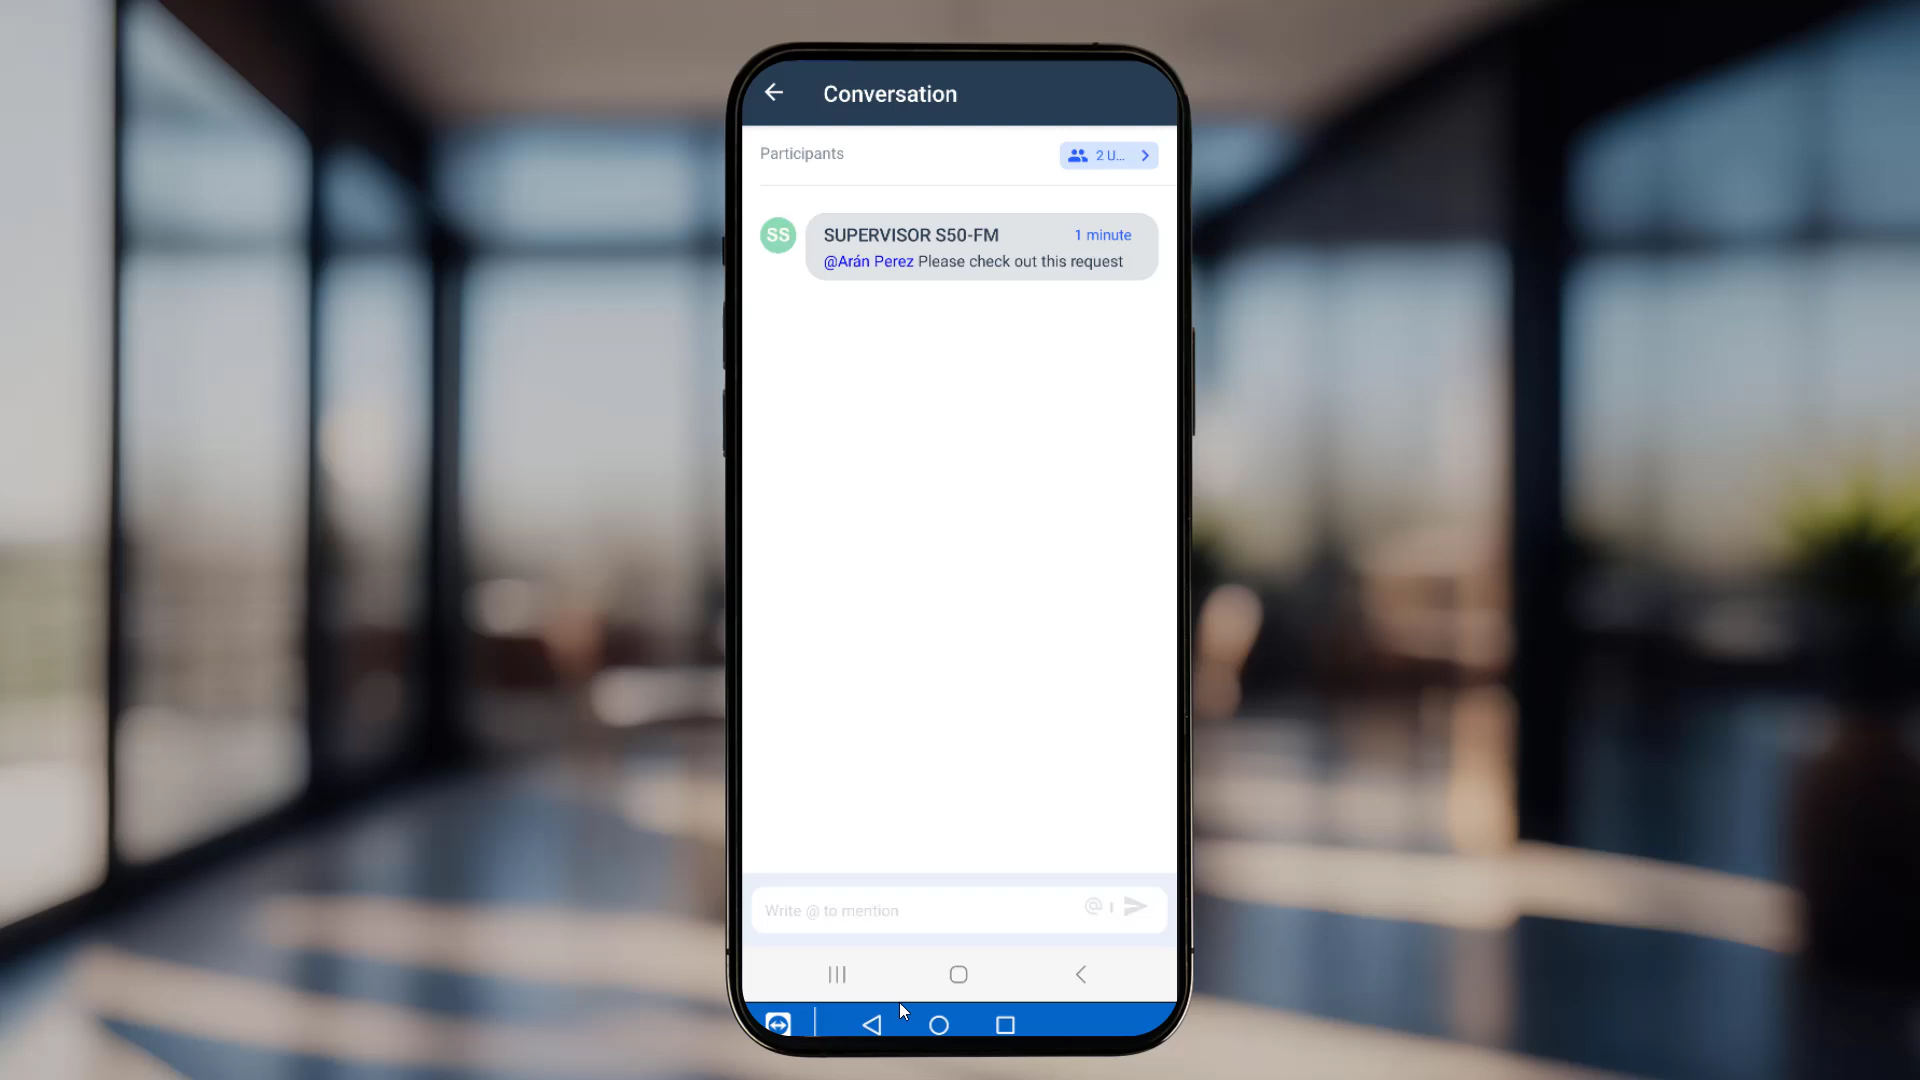 Conversation
Participants
2 U...
SS
SUPERVISOR S50-FM
1 minute
@Arán Perez Please check out this request
Write @ to mention